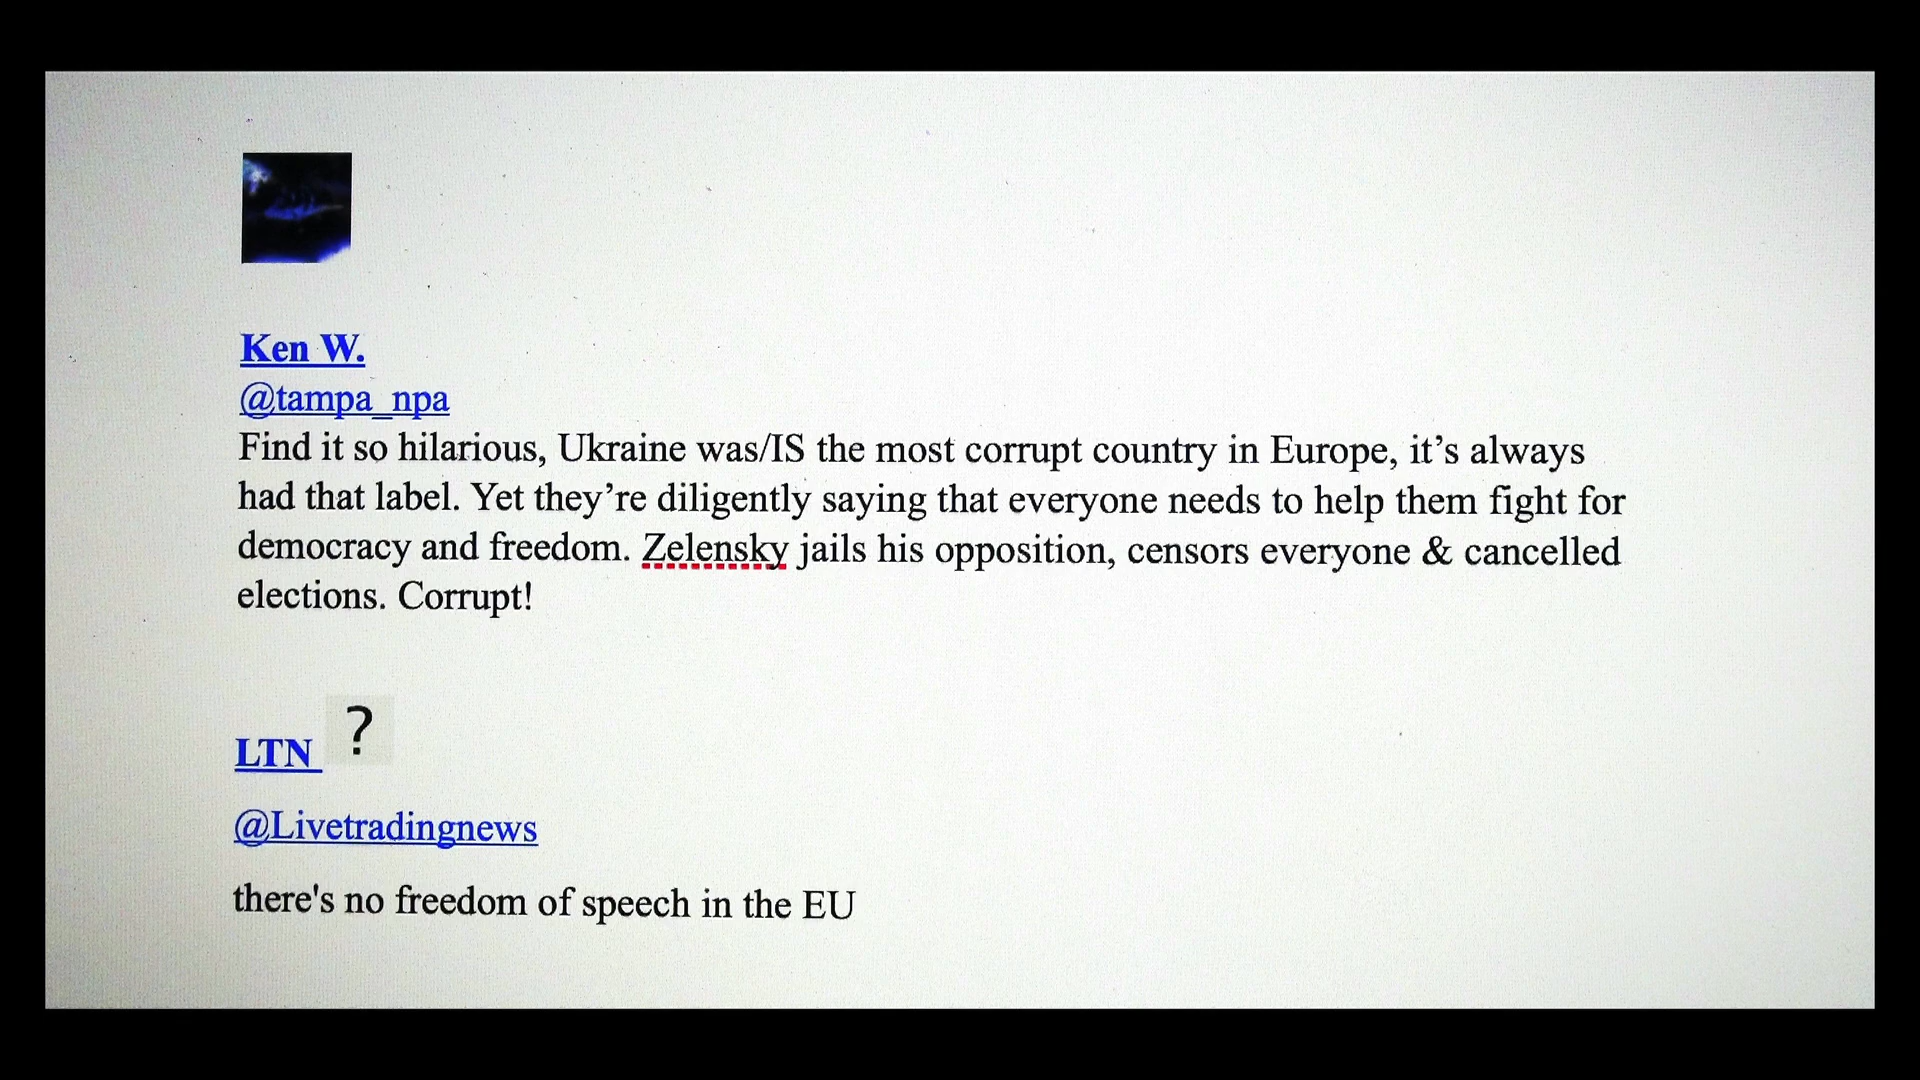 Ken W.
@tampa_npa
Find it so hilarious, Ukraine was/IS the most corrupt country in Europe, it’s always
had that label. Yet they’re diligently saying that everyone needs to help them fight for
democracy and freedom. Zelensky jails his opposition, censors everyone & cancelled
elections. Corrupt!
LTN ?
@Livetradingnews
there's no freedom of speech in the EU